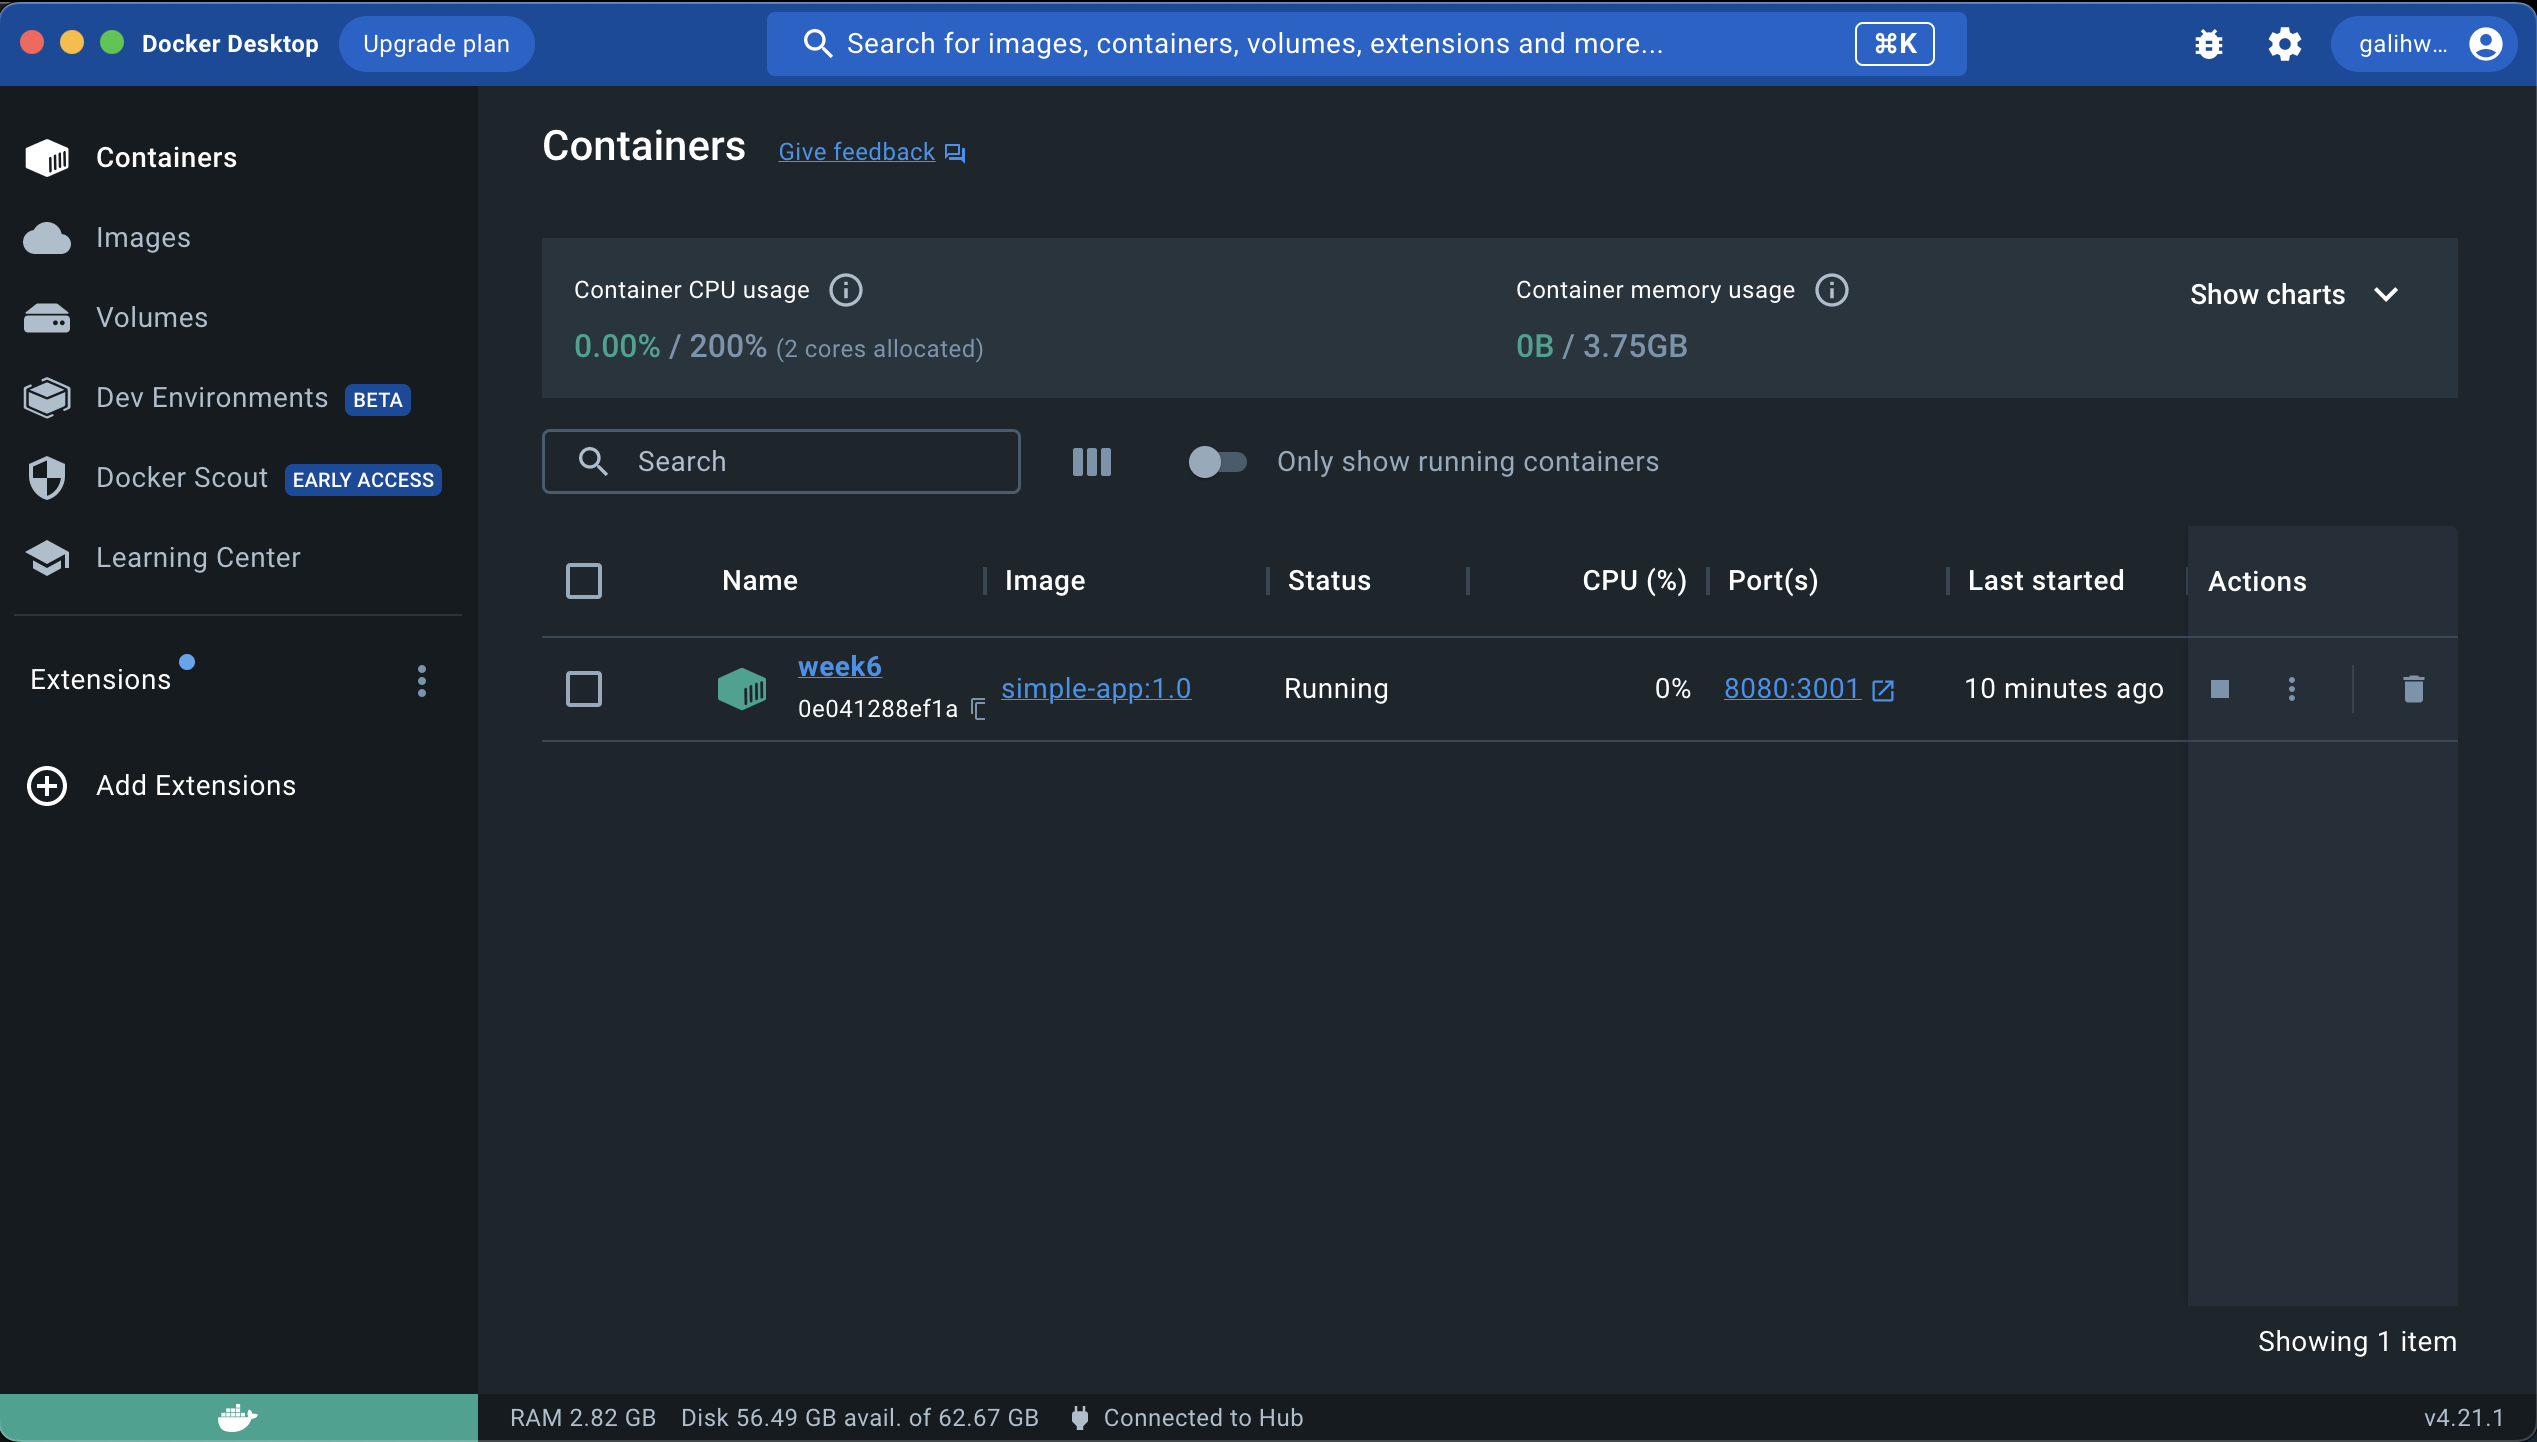 Docker Desktop
Upgrade plan
Search for images, containers, volumes, extensions and more...
⌘K
galihw...
Containers
Images
Volumes
Dev Environments BETA
Docker Scout EARLY ACCESS
Learning Center
Extensions
Add Extensions
Containers
Give feedback
Container CPU usage
0.00% / 200% (2 cores allocated)
Container memory usage
0B / 3.75GB
Show charts
Search
Only show running containers
Name Image Status CPU (%) Port(s) Last started Actions
week6
0e041288ef1a
simple-app:1.0 Running 0% 8080:3001 10 minutes ago
Showing 1 item
RAM 2.82 GB Disk 56.49 GB avail. of 62.67 GB Connected to Hub v4.21.1